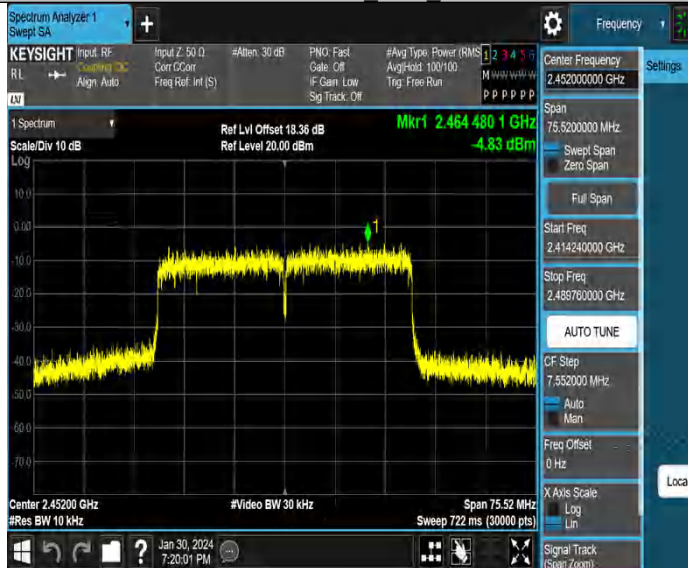 Spectrum Analyzer 1
Swept SA
Frequency
KEYSIGHT
Input: RF
Coupling: DC
Align: Auto
Input Z: 50 Ω
Corr CCorr
Freq Ref: Int (S)
#Atten: 30 dB
PNO: Fast
Gate: Off
IF Gain: Low
Sig Track: Off
#Avg Type: Power (RMS
Avg|Hold: 100/100
Trig: Free Run
1 2 3 4 5 6
M W W W W W
P P P P P P
RL
LXI
1 Spectrum
Scale/Div 10 dB
Ref Lvl Offset 18.36 dB
Ref Level 20.00 dBm
Mkr1 2.464 480 1 GHz
-4.83 dBm
Log
10.0
0.00
-10.0
-20.0
-30.0
-40.0
-50.0
-60.0
-70.0
1
Center 2.45200 GHz
#Res BW 10 kHz
#Video BW 30 kHz
Span 75.52 MHz
Sweep 722 ms (30000 pts)
Jan 30, 2024
7:20:01 PM
Center Frequency
2.452000000 GHz
Settings
Span
75.5200000 MHz
Swept Span
Zero Span
Full Span
Start Freq
2.414240000 GHz
Stop Freq
2.489760000 GHz
AUTO TUNE
CF Step
7.552000 MHz
Auto
Man
Freq Offset
0 Hz
X Axis Scale
Log
Lin
Loca
Signal Track
(Span Zoom)